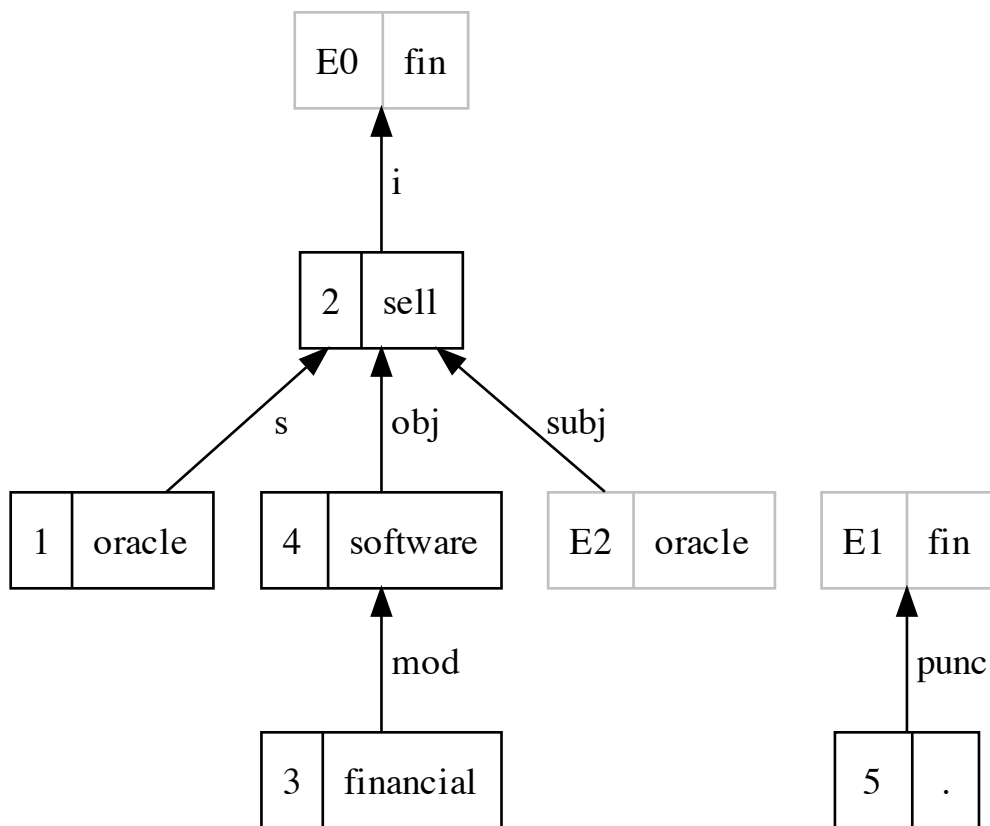 E0 fin
i
2 sell
s obj subj
1 oracle 4 software E2 oracle E1 fin
mod punc
3 financial 5 .